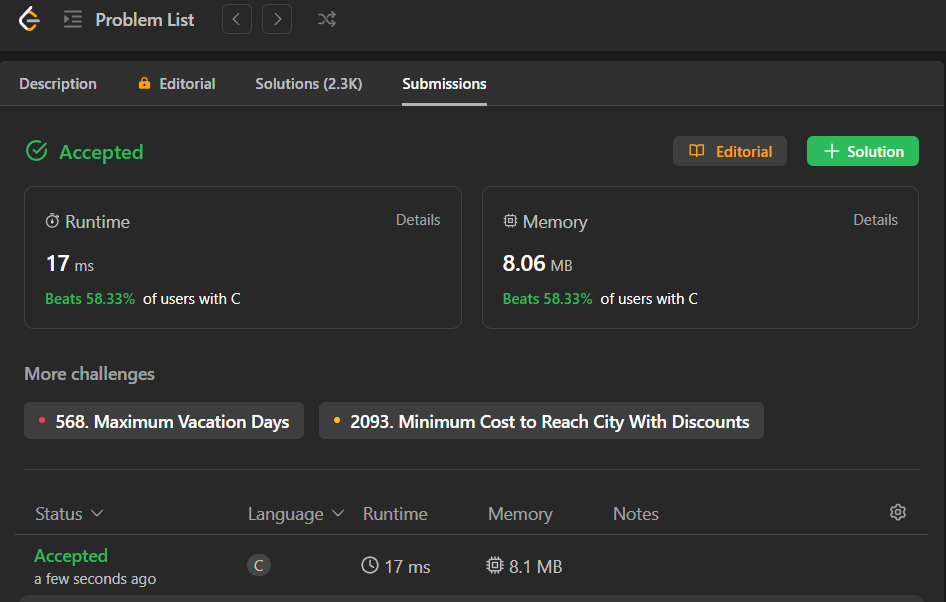 Problem List
Description Editorial Solutions (2.3K) Submissions
Accepted Editorial Solution
Runtime Details Memory Details
17 ms 8.06 MB
Beats 58.33% of users with C Beats 58.33% of users with C
More challenges
568. Maximum Vacation Days 2093. Minimum Cost to Reach City With Discounts
Status Language Runtime Memory Notes
Accepted C 17 ms 8.1 MB
a few seconds ago